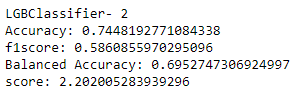 LGBClassifier- 2
Accuracy: 0.7448192771084338
f1score: 0.5860855970295096
Balanced Accuracy: 0.6952747306924997
score: 2.202005283939296